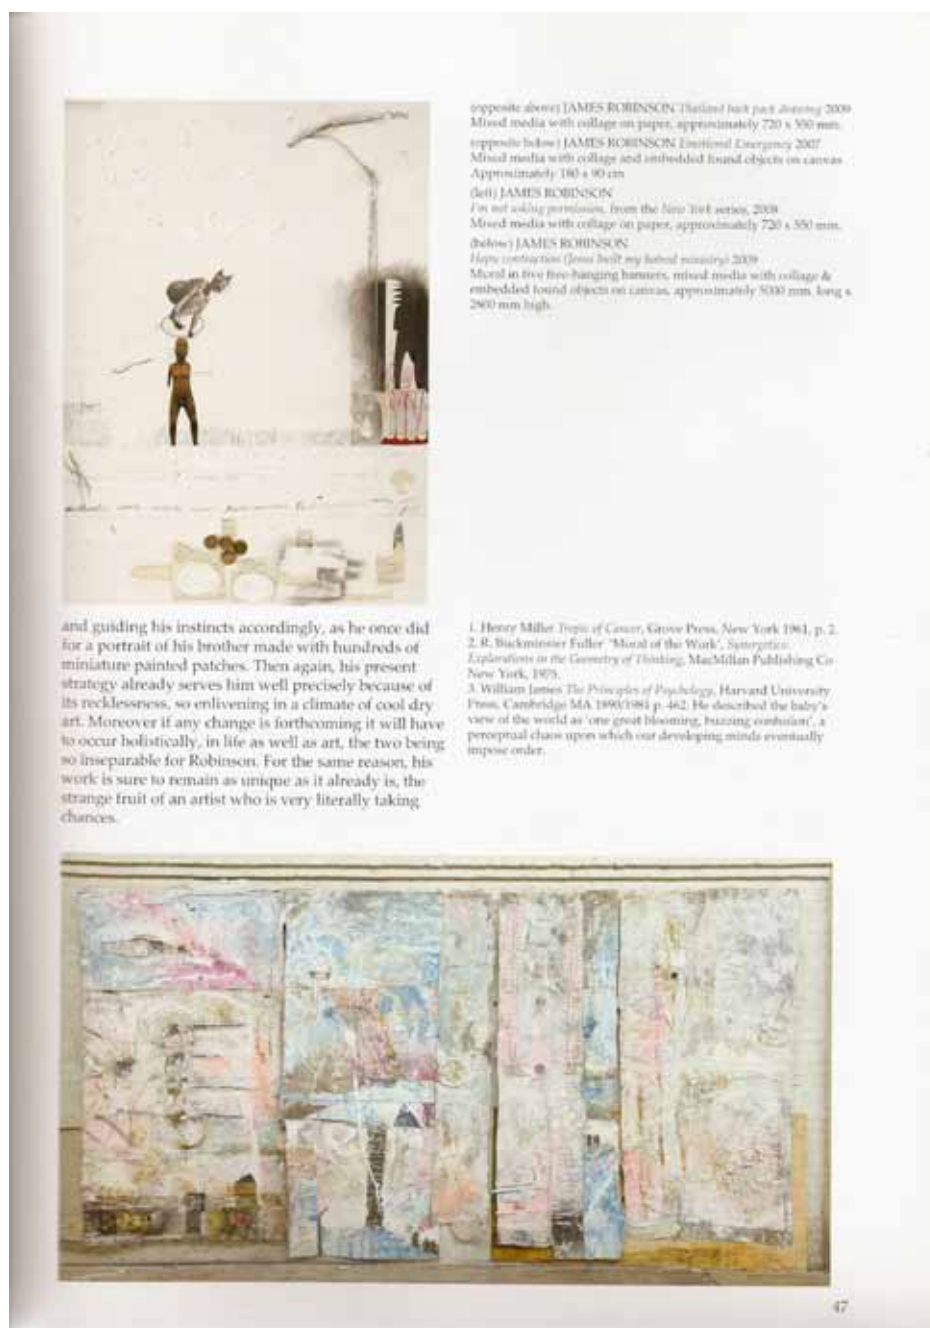 (opposite above) JAMES ROBINSON Thailand back pack drawing 2009
Mixed media with collage on paper, approximately 720 x 550 mm.
(opposite below) JAMES ROBINSON Emotional Emergency 2007
Mixed media with collage and embedded found objects on canvas
Approximately 180 x 90 cm
(left) JAMES ROBINSON
I'm not asking permission, from the New York series, 2008
Mixed media with collage on paper, approximately 720 x 550 mm.
(below) JAMES ROBINSON
contraction (Jesus built my hatred ministry) 2009
Mural in five free-hanging banners, mixed media with collage &
embedded found objects on canvas, approximately 5000 mm. long x
2800 mm high.
and guiding his instincts accordingly, as he once did
for a portrait of his brother made with hundreds of
miniature painted patches. Then again, his present
strategy already serves him well precisely because of
its recklessness, so enlivening in a climate of cool dry
art. Moreover if any change is forthcoming it will have
to occur holistically, in life as well as art, the two being
so inseparable for Robinson. For the same reason, his
work is sure to remain as unique as it already is, the
strange fruit of an artist who is very literally taking
chances.
1. Henry Miller Tropic of Cancer, Grove Press, New York 1961, p. 2.
2. R. Buckminster Fuller 'Moral of the Work', Synergetics:
Explorations in the Geometry of Thinking, MacMillan Publishing Co
New York, 1975.
3. William James The Principles of Psychology, Harvard University
Press, Cambridge MA 1890/1981 p. 462. He described the baby's
view of the world as 'one great blooming, buzzing confusion', a
perceptual chaos upon which our developing minds eventually
impose order.
47